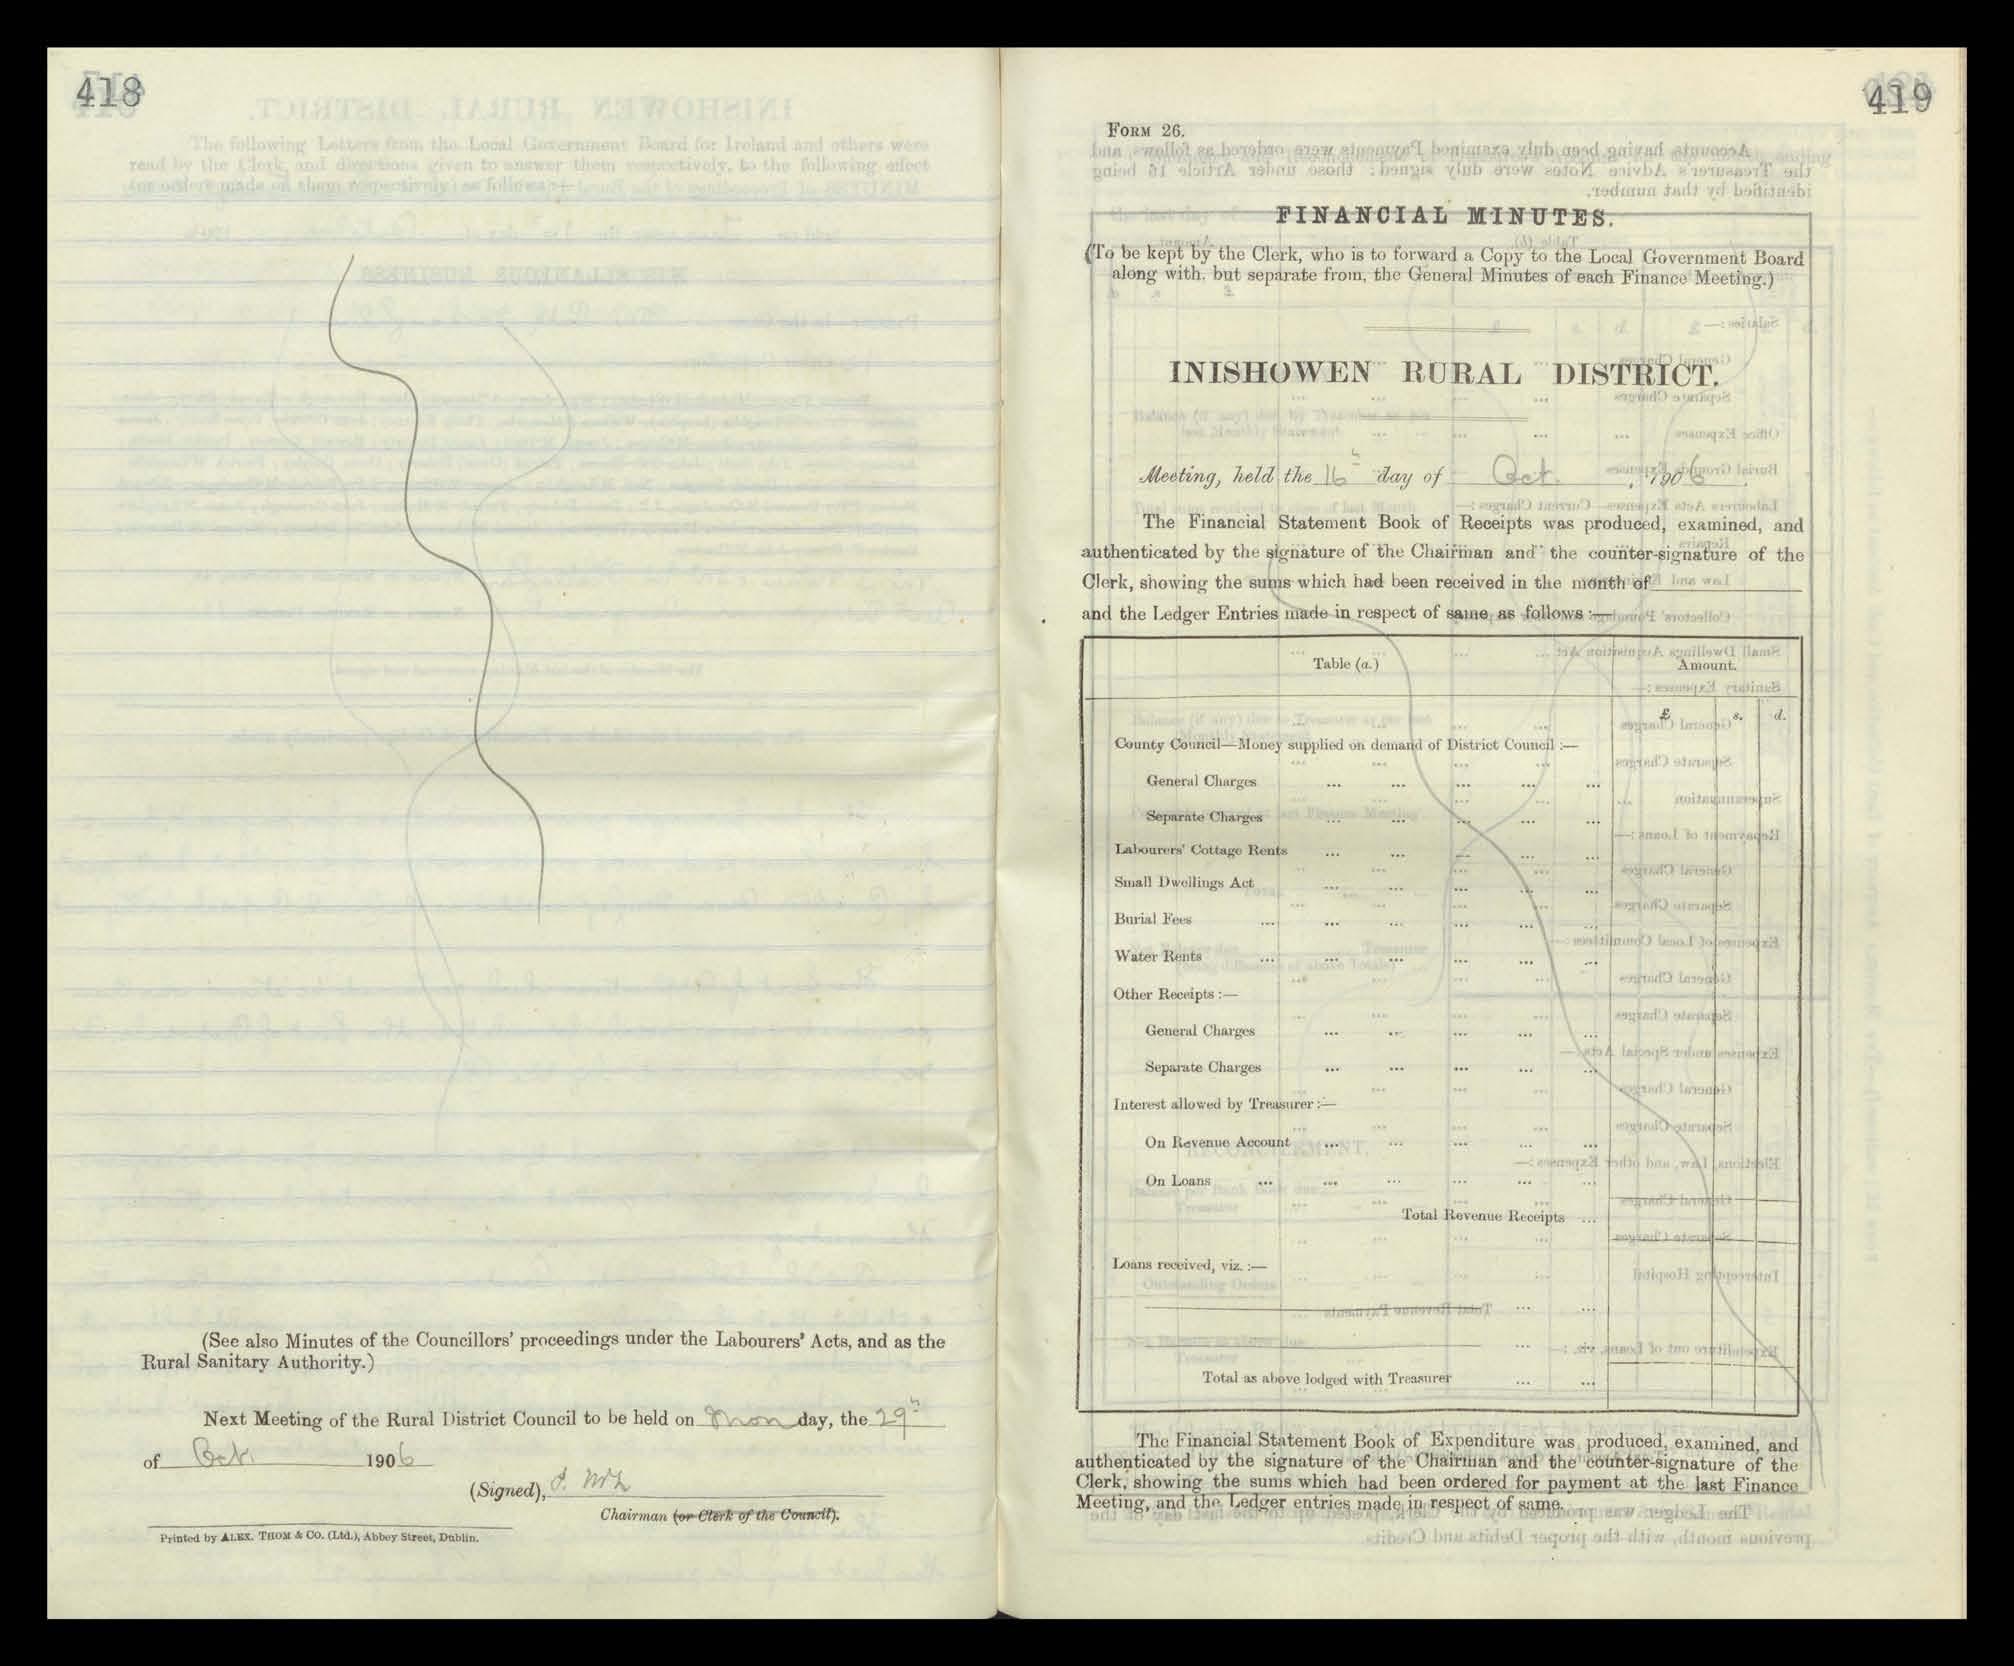 418
(See also Minutes of the Councillors' proceedings under the Labourers' Acts, and as the
Rural Sanitary Authority.)
Next Meeting of the Rural District Council to be held on Monday, the 29th
of Oct. 1906
(Signed),
Chairman (or Clerk of the Council).
Printed by ALEX. THOM & CO. (Ltd.), Abbey Street, Dublin.
419
FORM 26.
FINANCIAL MINUTES.
(To be kept by the Clerk, who is to forward a Copy to the Local Government Board
along with, but separate from, the General Minutes of each Finance Meeting.)
INISHOWEN RURAL DISTRICT.
Meeting, held the 16th day of Oct. , 1906.
The Financial Statement Book of Receipts was produced, examined, and
authenticated by the signature of the Chairman and the counter-signature of the
Clerk, showing the sums which had been received in the month of
and the Ledger Entries made in respect of same as follows :—
Table (a.) Amount.
£ s. d.
County Council—Money supplied on demand of District Council :—
General Charges ... ... ... ... ...
Separate Charges ... ... ... ... ...
Labourers' Cottage Rents ... ... ... ... ...
Small Dwellings Act ... ... ... ... ...
Burial Fees ... ... ... ... ... ...
Water Rents ... ... ... ... ... ...
Other Receipts :—
General Charges ... ... ... ... ...
Separate Charges ... ... ... ... ...
Interest allowed by Treasurer :—
On Revenue Account ... ... ... ... ...
On Loans ... ... ... ... ... ...
Total Revenue Receipts ...
Loans received, viz. :—
... ...
...
Total as above lodged with Treasurer ... ...
The Financial Statement Book of Expenditure was produced, examined, and
authenticated by the signature of the Chairman and the counter-signature of the
Clerk, showing the sums which had been ordered for payment at the last Finance
Meeting, and the Ledger entries made in respect of same.